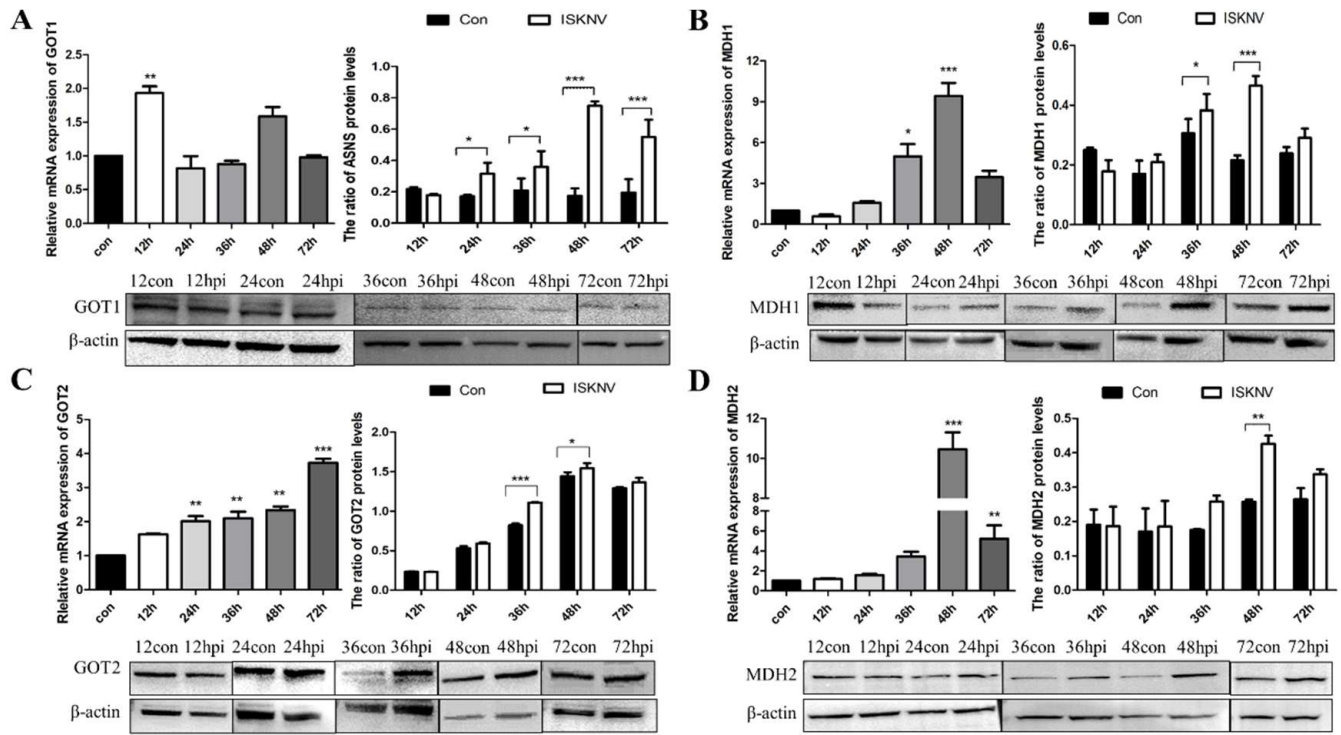 A
Con ISKNV
Rlelative mRNA expression of GOT1
2.5
2.0
1.5
1.0
0.5
0.0
**
con 12h 24h 36h 48h 72h
The ratio of ASNS protein levels
1.0
0.8
0.6
0.4
0.2
0.0
* * *** ***
12h 24h 36h 48h 72h
12con 12hpi 24con 24hpi 36con 36hpi 48con 48hpi 72con 72hpi
GOT1
β-actin
B
Con ISKNV
Rlelative mRNA expression of MDH1
12
9
6
3
0
* ***
con 12h 24h 36h 48h 72h
The ratio of MDH1 protein levels
0.6
0.4
0.2
0.0
* ***
12h 24h 36h 48h 72h
12con 12hpi 24con 24hpi 36con 36hpi 48con 48hpi 72con 72hpi
MDH1
β-actin
C
Con ISKNV
Rlelative mRNA expression of GOT2
5
4
3
2
1
0
** ** ** ***
con 12h 24h 36h 48h 72h
The ratio of GOT2 protein levels
2.0
1.5
1.0
0.5
0.0
*** *
12h 24h 36h 48h 72h
12con 12hpi 24con 24hpi 36con 36hpi 48con 48hpi 72con 72hpi
GOT2
β-actin
D
Con ISKNV
Rlelative mRNA expression of MDH2
12
10
8
6
4
2
0
*** **
con 12h 24h 36h 48h 72h
The ratio of MDH2 protein levels
0.5
0.4
0.3
0.2
0.1
0.0
**
12h 24h 36h 48h 72h
12con 12hpi 24con 24hpi 36con 36hpi 48con 48hpi 72con 72hpi
MDH2
β-actin